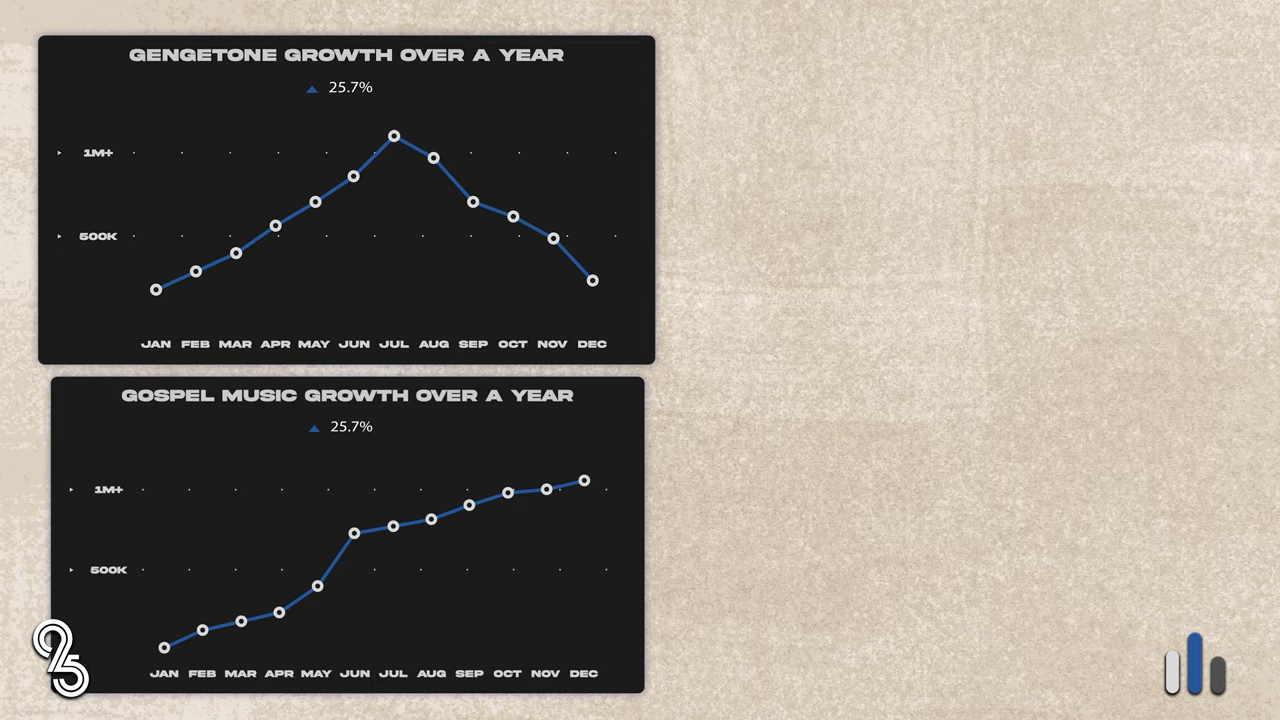 GENGETONE GROWTH OVER A YEAR
25.7%
1M+
500K
JAN FEB MAR APR MAY JUN JUL AUG SEP OCT NOV DEC
GOSPEL MUSIC GROWTH OVER A YEAR
25.7%
1M+
500K
JAN FEB MAR APR MAY JUN JUL AUG SEP OCT NOV DEC
95